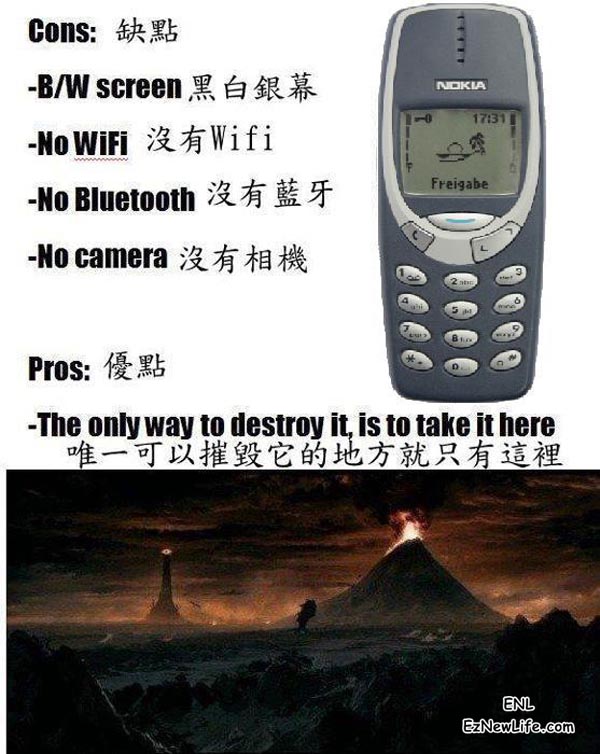 Cons: 缺點
-B/W screen 黑白銀幕
-No WiFi 沒有Wifi
-No Bluetooth 沒有藍牙
-No camera 沒有相機
NOKIA
17:31
Freigabe
Pros: 優點
-The only way to destroy it, is to take it here
唯一可以摧毀它的地方就只有這裡
ENL
EzNewLife.com